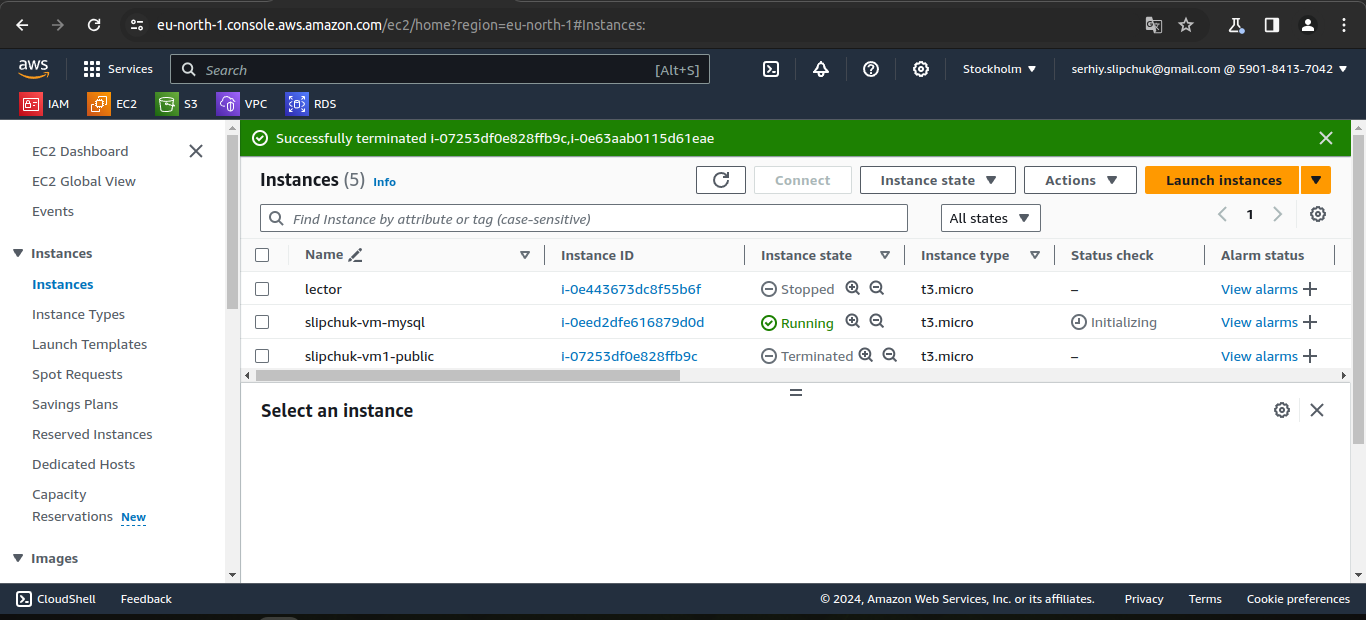 eu-north-1.console.aws.amazon.com/ec2/home?region=eu-north-1#Instances:
aws Services Search [Alt+S] Stockholm serhiy.slipchuk@gmail.com @ 5901-8413-7042
IAM EC2 S3 VPC RDS
EC2 Dashboard
EC2 Global View
Events
Instances
Instances
Instance Types
Launch Templates
Spot Requests
Savings Plans
Reserved Instances
Dedicated Hosts
Capacity
Reservations New
Images
Successfully terminated i-07253df0e828ffb9c,i-0e63aab0115d61eae
Instances (5) Info Connect Instance state Actions Launch instances
Find Instance by attribute or tag (case-sensitive) All states 1
Name Instance ID Instance state Instance type Status check Alarm status
lector i-0e443673dc8f55b6f Stopped t3.micro – View alarms
slipchuk-vm-mysql i-0eed2dfe616879d0d Running t3.micro Initializing View alarms
slipchuk-vm1-public i-07253df0e828ffb9c Terminated t3.micro – View alarms
Select an instance
CloudShell Feedback © 2024, Amazon Web Services, Inc. or its affiliates. Privacy Terms Cookie preferences